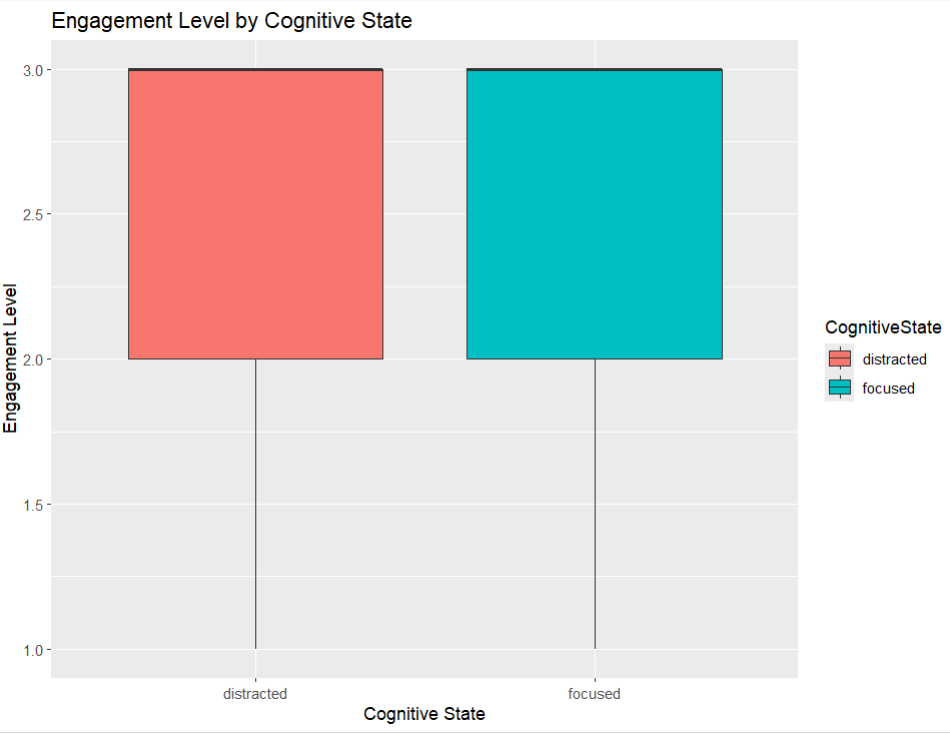 Engagement Level by Cognitive State
3.0
2.5
2.0
1.5
1.0
Engagement Level
distracted
focused
Cognitive State
CognitiveState
distracted
focused